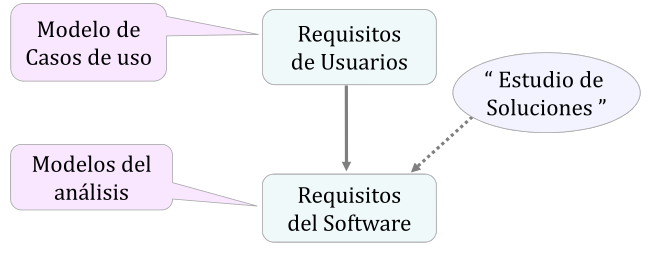 Modelo de
Casos de uso
Requisitos
de Usuarios
“ Estudio de
Soluciones ”
Modelos del
análisis
Requisitos
del Software